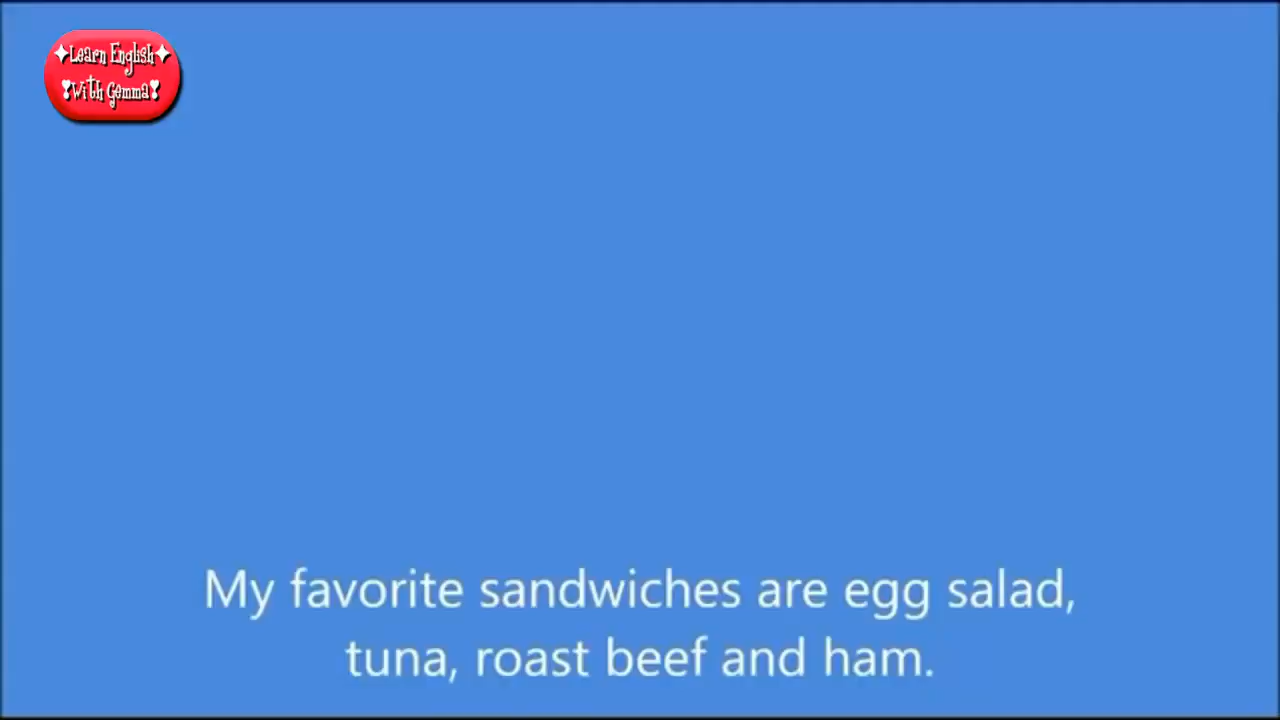 Learn English
With Gemma
My favorite sandwiches are egg salad,
tuna, roast beef and ham.